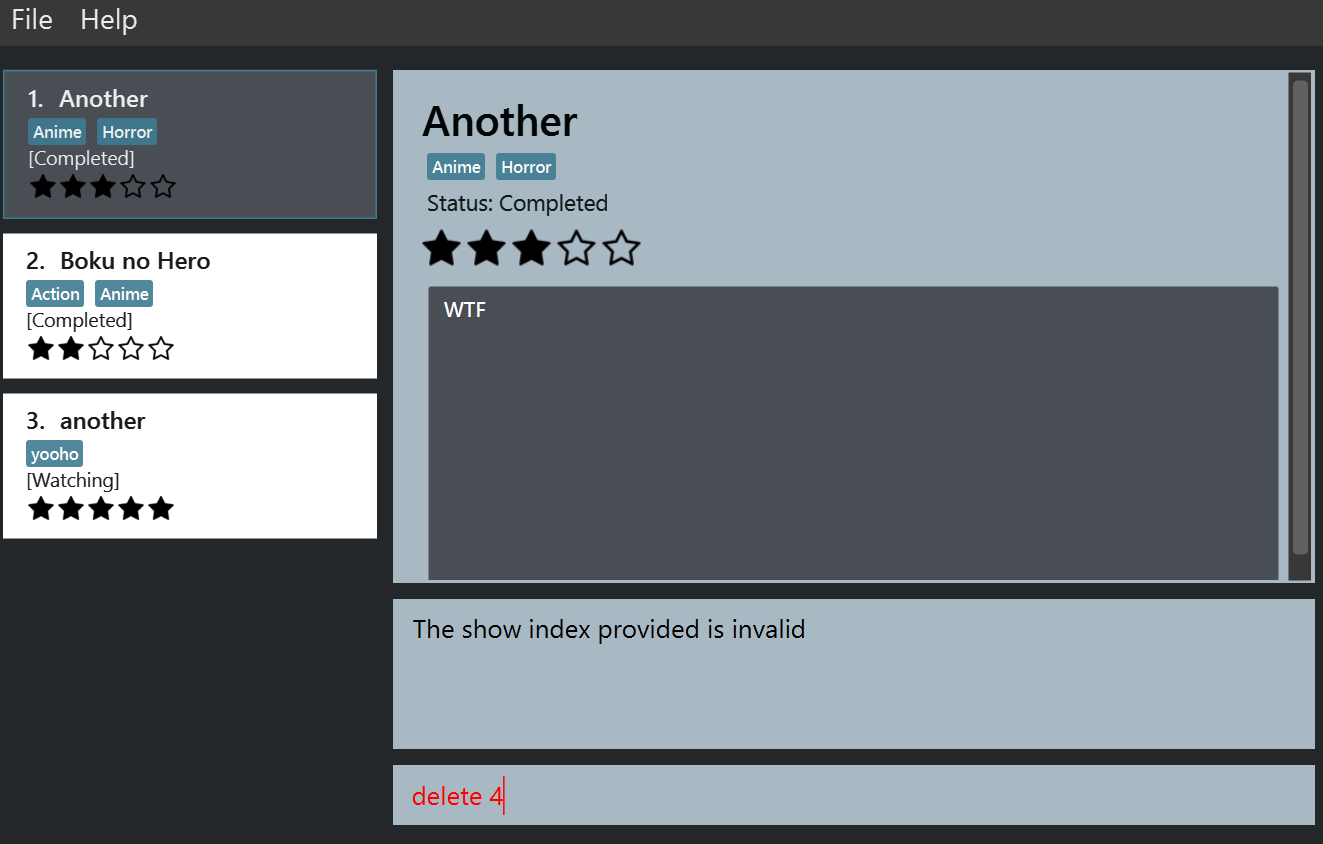 File Help
1. Another
Anime Horror
[Completed]
2. Boku no Hero
Action Anime
[Completed]
3. another
yooho
[Watching]
Another
Anime Horror
Status: Completed
WTF
The show index provided is invalid
delete 4